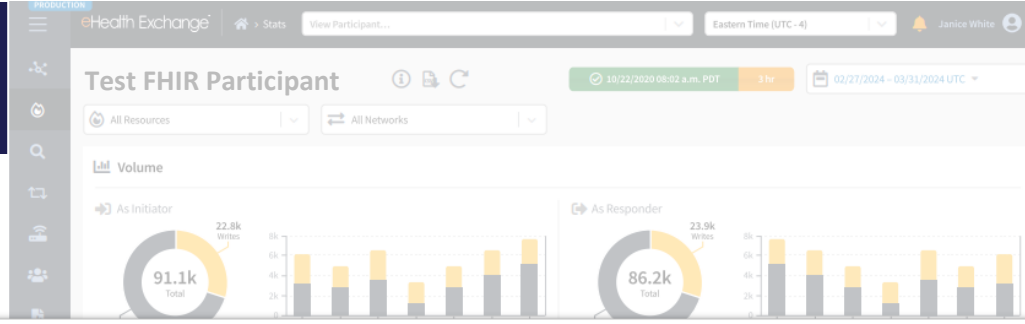 PRODUCTION
eHealth Exchange > Stats View Participant... Eastern Time (UTC - 4) Janice White
Test FHIR Participant 10/22/2020 08:02 a.m. PDT 3 hr 02/27/2024 - 03/31/2024 UTC
All Resources All Networks
Volume
As Initiator As Responder
22.8k 23.9k
Writes Writes
8k 8k
6k 6k
91.1k 4k 86.2k 4k
Total Total
2k 2k